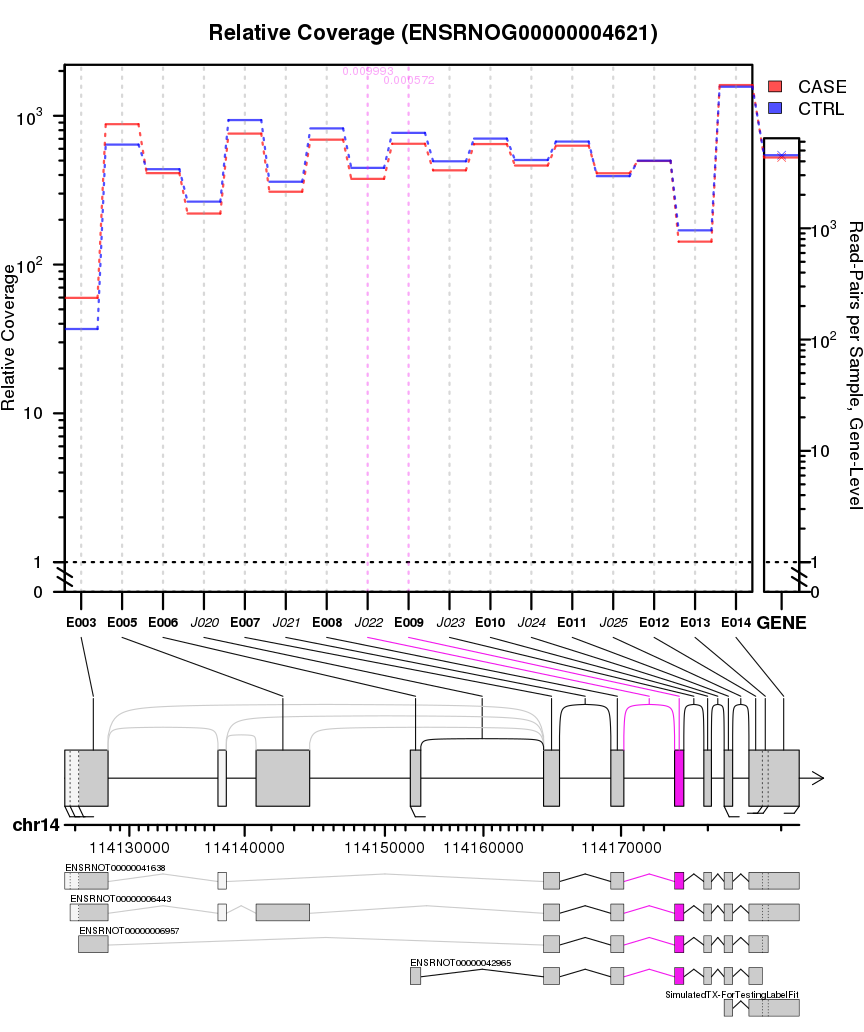 Relative Coverage (ENSRNOG00000004621)
0.009993
0.009572
CASE
CTRL
10³
10²
10
1
0
Relative Coverage
10³
10²
10
1
0
Read-Pairs per Sample, Gene-Level
E003 E005 E006 J020 E007 J021 E008 J022 E009 J023 E010 J024 E011 J025 E012 E013 E014 GENE
chr14
114130000 114140000 114150000 114160000 114170000
ENSRNOT00000041638
ENSRNOT00000006443
ENSRNOT00000006957
ENSRNOT00000042965
SimulatedTX-ForTestingLabelFit